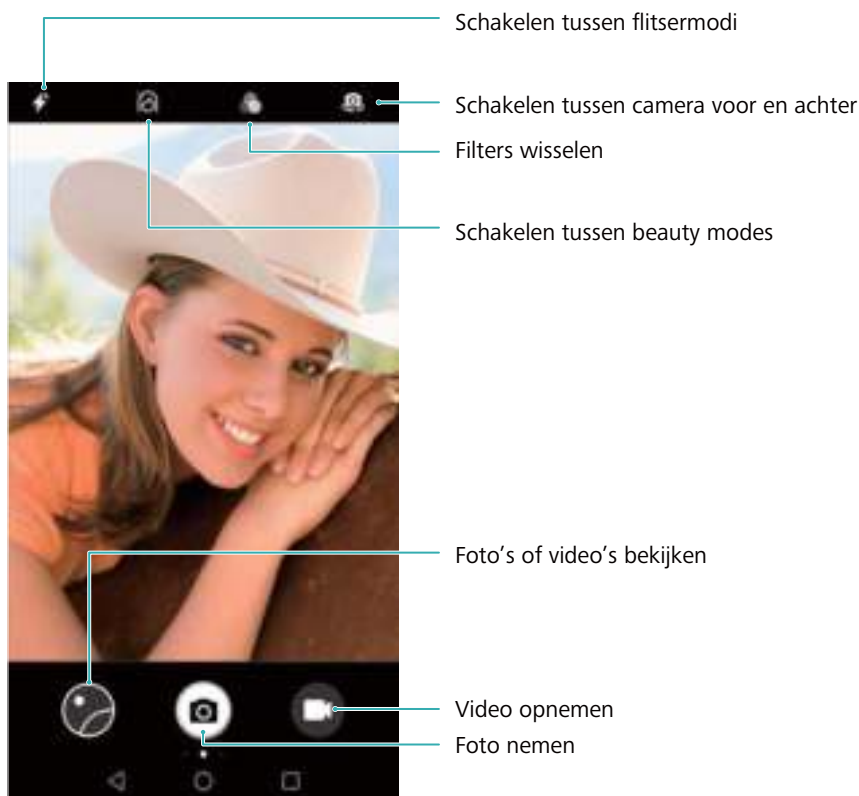 Schakelen tussen flitsermodi
Schakelen tussen camera voor en achter
Filters wisselen
Schakelen tussen beauty modes
Foto's of video's bekijken
Video opnemen
Foto nemen